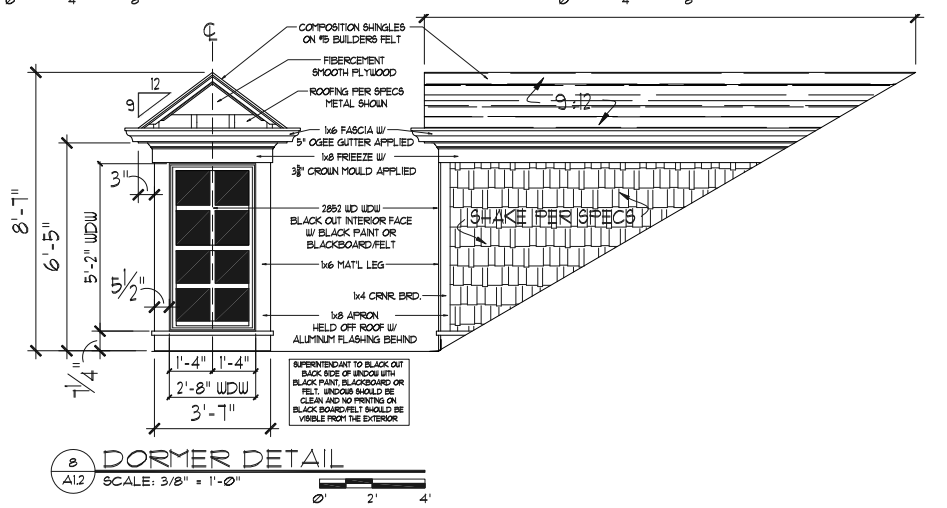 ℄
COMPOSITION SHINGLES
ON #15 BUILDERS FELT
FIBERCEMENT
SMOOTH PLYWOOD
ROOFING PER SPECS
METAL SHOWN
12
9
9:12
1x6 FASCIA W/
5" OGEE GUTTER APPLIED
1x8 FRIEEZE W/
3⅝" CROWN MOULD APPLIED
3"
8'-7"
6'-5"
5'-2" WDW
2852 WD WDW
BLACK OUT INTERIOR FACE
W/ BLACK PAINT OR
BLACKBOARD/FELT
SHAKE PER SPECS
1x6 MAT'L LEG
5 1/2"
1x4 CRNR. BRD.
1x8 APRON
HELD OFF ROOF W/
ALUMINUM FLASHING BEHIND
7 1/4"
1'-4" 1'-4"
2'-8" WDW
3'-7"
SUPERINTENDANT TO BLACK OUT
BACK SIDE OF WINDOW WITH
BLACK PAINT, BLACKBOARD OR
FELT. WINDOWS SHOULD BE
CLEAN AND NO PRINTING ON
BLACK BOARD/FELT SHOULD BE
VISIBLE FROM THE EXTERIOR
8
A1.2
DORMER DETAIL
SCALE: 3/8" = 1'-0"
0' 2' 4'